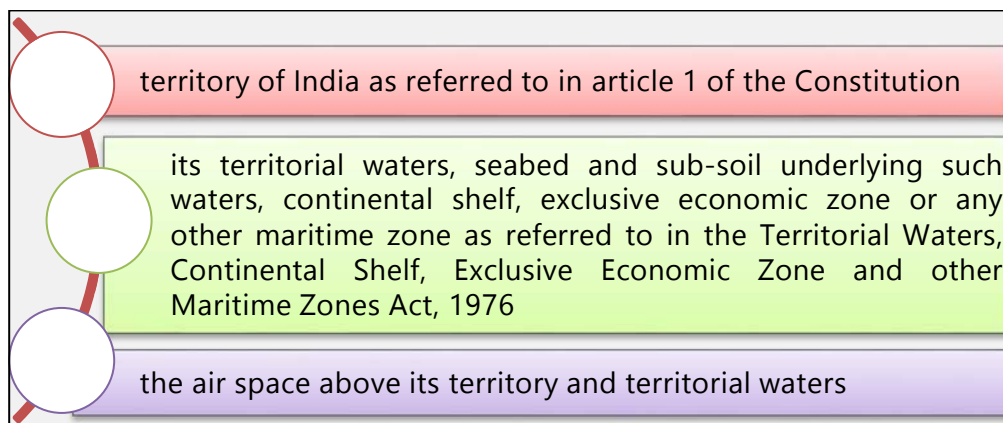 territory of India as referred to in article 1 of the Constitution
its territorial waters, seabed and sub-soil underlying such
waters, continental shelf, exclusive economic zone or any
other maritime zone as referred to in the Territorial Waters,
Continental Shelf, Exclusive Economic Zone and other
Maritime Zones Act, 1976
the air space above its territory and territorial waters